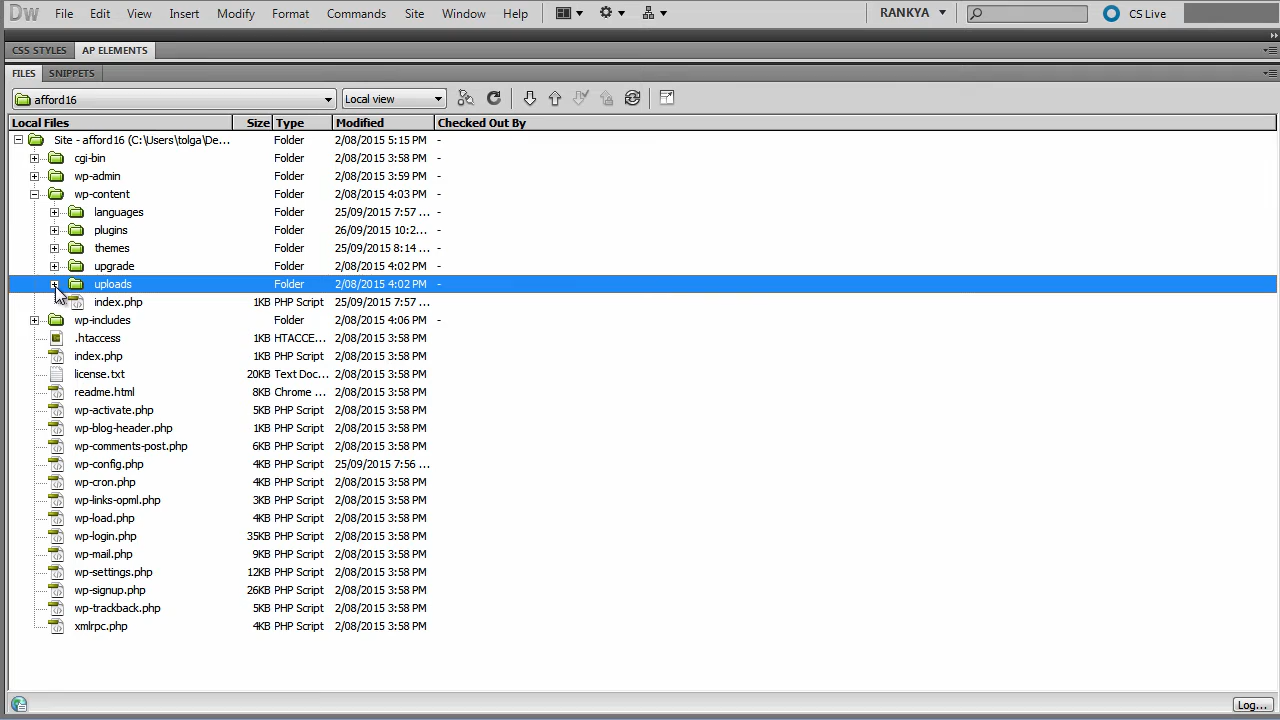 Dw File Edit View Insert Modify Format Commands Site Window Help RANKYA CS Live
CSS STYLES AP ELEMENTS
FILES SNIPPETS
afford16 Local view
Local Files Size Type Modified Checked Out By
Site - afford16 (C:\Users\tolga\De... Folder 2/08/2015 5:15 PM -
cgi-bin Folder 2/08/2015 3:58 PM -
wp-admin Folder 2/08/2015 3:59 PM -
wp-content Folder 2/08/2015 4:03 PM -
languages Folder 25/09/2015 7:57 ... -
plugins Folder 26/09/2015 10:2... -
themes Folder 25/09/2015 8:14 ... -
upgrade Folder 2/08/2015 4:02 PM -
uploads Folder 2/08/2015 4:02 PM -
index.php 1KB PHP Script 25/09/2015 7:57 ...
wp-includes Folder 2/08/2015 4:06 PM -
.htaccess 1KB HTACCE... 2/08/2015 3:58 PM
index.php 1KB PHP Script 2/08/2015 3:58 PM
license.txt 20KB Text Doc... 2/08/2015 3:58 PM
readme.html 8KB Chrome ... 2/08/2015 3:58 PM
wp-activate.php 5KB PHP Script 2/08/2015 3:58 PM
wp-blog-header.php 1KB PHP Script 2/08/2015 3:58 PM
wp-comments-post.php 6KB PHP Script 2/08/2015 3:58 PM
wp-config.php 4KB PHP Script 25/09/2015 7:56 ...
wp-cron.php 4KB PHP Script 2/08/2015 3:58 PM
wp-links-opml.php 3KB PHP Script 2/08/2015 3:58 PM
wp-load.php 4KB PHP Script 2/08/2015 3:58 PM
wp-login.php 35KB PHP Script 2/08/2015 3:58 PM
wp-mail.php 9KB PHP Script 2/08/2015 3:58 PM
wp-settings.php 12KB PHP Script 2/08/2015 3:58 PM
wp-signup.php 26KB PHP Script 2/08/2015 3:58 PM
wp-trackback.php 5KB PHP Script 2/08/2015 3:58 PM
xmlrpc.php 4KB PHP Script 2/08/2015 3:58 PM
Log...